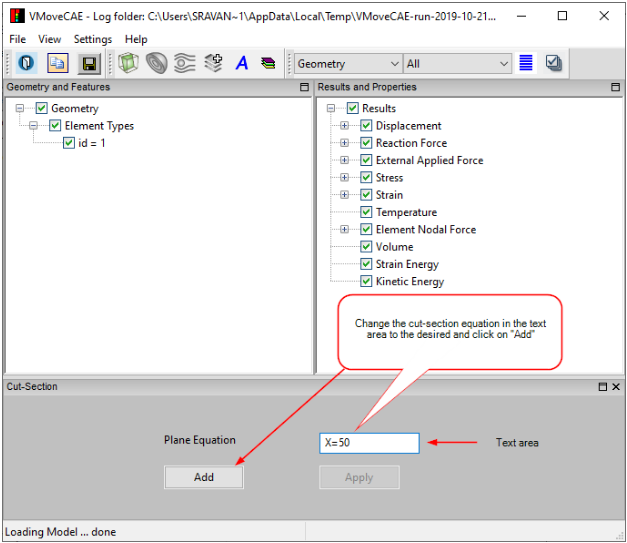 VMoveCAE - Log folder: C:\Users\SRAVAN~1\AppData\Local\Temp\VMoveCAE-run-2019-10-21...
File View Settings Help
A Geometry All
Geometry and Features
Results and Properties
Geometry
Element Types
id = 1
Results
Displacement
Reaction Force
External Applied Force
Stress
Strain
Temperature
Element Nodal Force
Volume
Strain Energy
Kinetic Energy
Change the cut-section equation in the text
area to the desired and click on "Add"
Cut-Section
Plane Equation
X=50
Text area
Add
Apply
Loading Model ... done